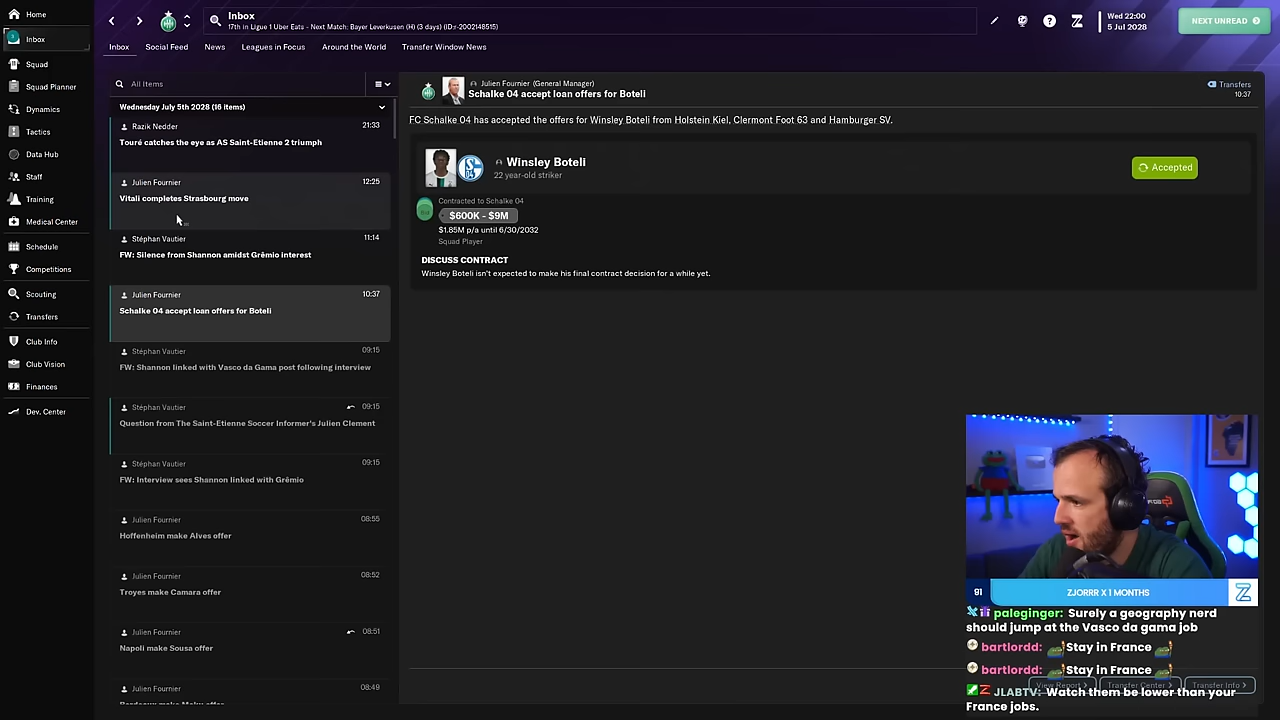 Home
Inbox
Squad
Squad Planner
Dynamics
Tactics
Data Hub
Staff
Training
Medical Center
Schedule
Competitions
Scouting
Transfers
Club Info
Club Vision
Finances
Dev. Center
Inbox
17th in Ligue 1 Uber Eats - Next Match: Bayer Leverkusen (H) (3 days) (ID=-2002148515)
Wed 22:00
5 Jul 2028
NEXT UNREAD
Inbox
Social Feed
News
Leagues in Focus
Around the World
Transfer Window News
All Items
Wednesday July 5th 2028 (16 items)
Razik Nedder 21:33
Touré catches the eye as AS Saint-Etienne 2 triumph
Julien Fournier 12:25
Vitali completes Strasbourg move
Stéphan Vautier 11:14
FW: Silence from Shannon amidst Grêmio interest
Julien Fournier 10:37
Schalke 04 accept loan offers for Boteli
Stéphan Vautier 09:15
FW: Shannon linked with Vasco da Gama post following interview
Stéphan Vautier 09:15
Question from The Saint-Etienne Soccer Informer's Julien Clement
Stéphan Vautier 09:15
FW: Interview sees Shannon linked with Grêmio
Julien Fournier 08:55
Hoffenheim make Alves offer
Julien Fournier 08:52
Troyes make Camara offer
Julien Fournier 08:51
Napoli make Sousa offer
Julien Fournier 08:49
Julien Fournier (General Manager)
Schalke 04 accept loan offers for Boteli
Transfers
10:37
FC Schalke 04 has accepted the offers for Winsley Boteli from Holstein Kiel, Clermont Foot 63 and Hamburger SV.
Winsley Boteli
22 year-old striker
Accepted
Contracted to Schalke 04
$600K - $9M
$1.85M p/a until 6/30/2032
Squad Player
DISCUSS CONTRACT
Winsley Boteli isn't expected to make his final contract decision for a while yet.
91
ZJORRR X 1 MONTHS
paleginger: Surely a geography nerd
should jump at the Vasco da gama job
bartlordd: Stay in France
bartlordd: Stay in France
View Report
Transfer Center
Transfer Info
JLABTV: Watch them be lower than your
France jobs.